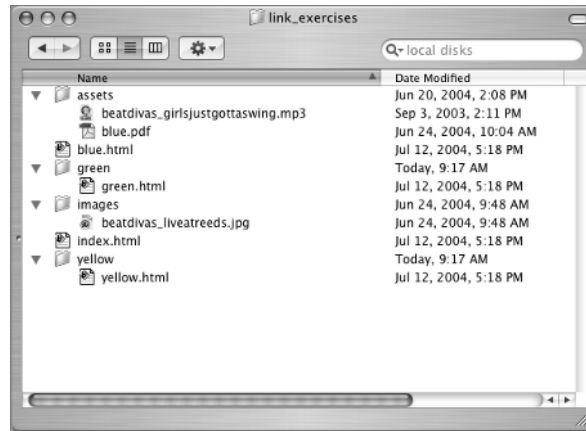 link_exercises
local disks
Name Date Modified
assets Jun 20, 2004, 2:08 PM
beatdivas_girlsjustgottaswing.mp3 Sep 3, 2003, 2:11 PM
blue.pdf Jun 24, 2004, 10:04 AM
blue.html Jul 12, 2004, 5:18 PM
green Today, 9:17 AM
green.html Jul 12, 2004, 5:18 PM
images Jun 24, 2004, 9:48 AM
beatdivas_liveatreeds.jpg Jun 24, 2004, 9:48 AM
index.html Jul 12, 2004, 5:18 PM
yellow Today, 9:17 AM
yellow.html Jul 12, 2004, 5:18 PM